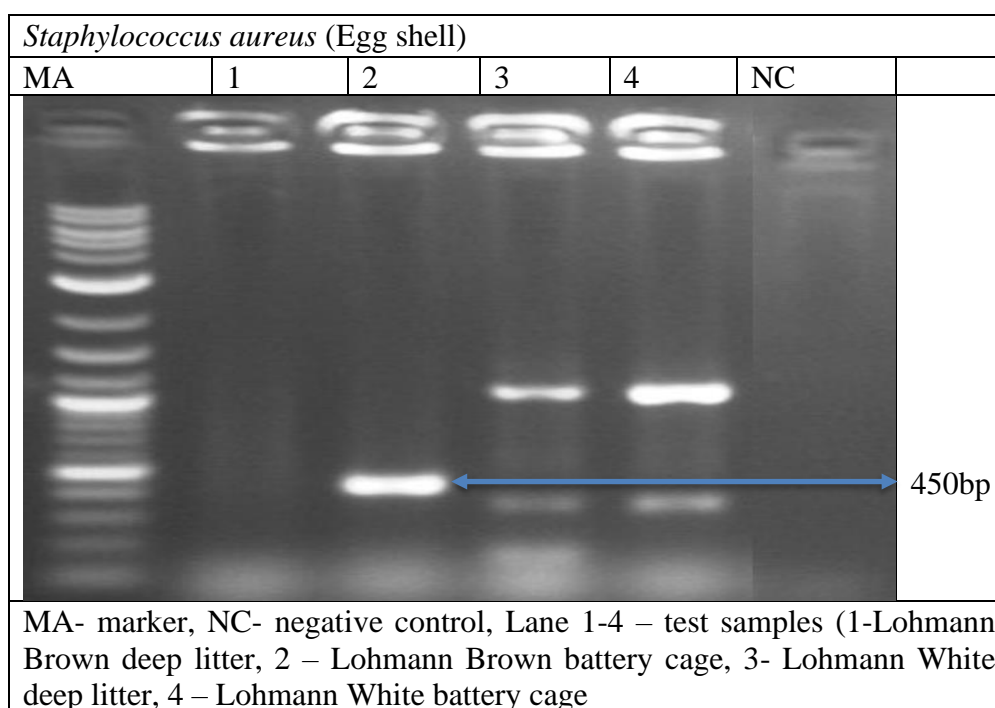 Staphylococcus aureus (Egg shell)
MA 1 2 3 4 NC
450bp
MA- marker, NC- negative control, Lane 1-4 – test samples (1-Lohmann
Brown deep litter, 2 – Lohmann Brown battery cage, 3- Lohmann White
deep litter, 4 – Lohmann White battery cage